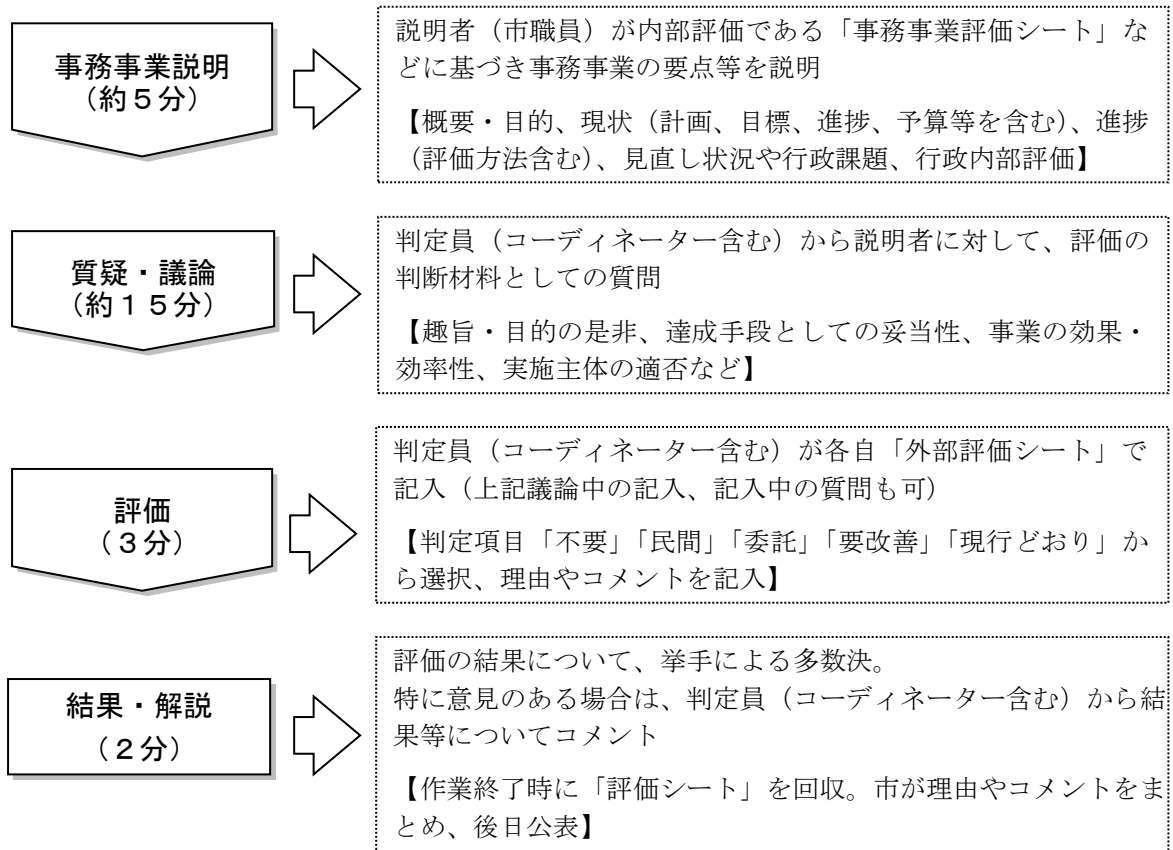 事務事業説明
（約５分）
説明者（市職員）が内部評価である「事務事業評価シート」な
どに基づき事務事業の要点等を説明
【概要・目的、現状（計画、目標、進捗、予算等を含む）、進捗
（評価方法含む）、見直し状況や行政課題、行政内部評価】
質疑・議論
（約１５分）
判定員（コーディネーター含む）から説明者に対して、評価の
判断材料としての質問
【趣旨・目的の是非、達成手段としての妥当性、事業の効果・
効率性、実施主体の適否など】
評価
（３分）
判定員（コーディネーター含む）が各自「外部評価シート」で
記入（上記議論中の記入、記入中の質問も可）
【判定項目「不要」「民間」「委託」「要改善」「現行どおり」か
ら選択、理由やコメントを記入】
結果・解説
（２分）
評価の結果について、挙手による多数決。
特に意見のある場合は、判定員（コーディネーター含む）から結
果等についてコメント
【作業終了時に「評価シート」を回収。市が理由やコメントをま
とめ、後日公表】